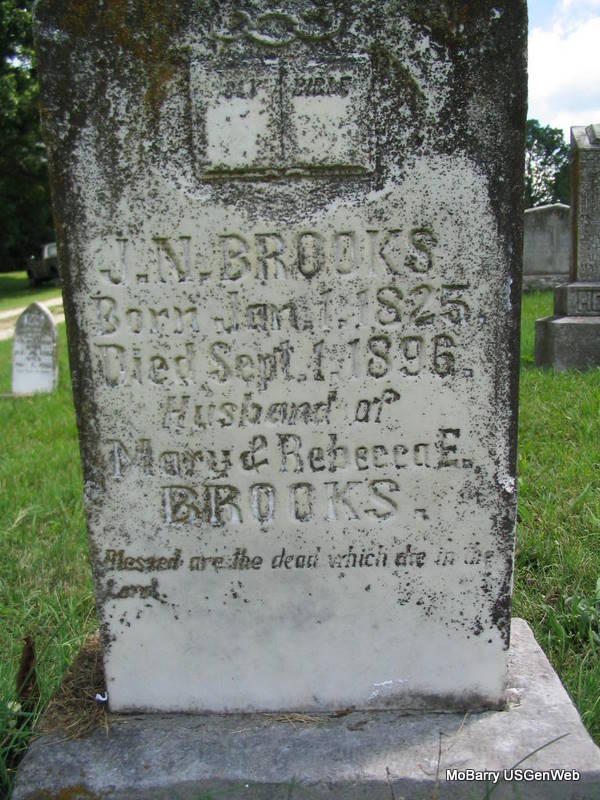 HOLY BIBLE
J.N. BROOKS
Born Jan. 1. 1825.
Died Sept. 1. 1896.
Husband of
Mary & Rebecca E.
BROOKS.
Blessed are the dead which die in the
Lord.
MoBarry USGenWeb